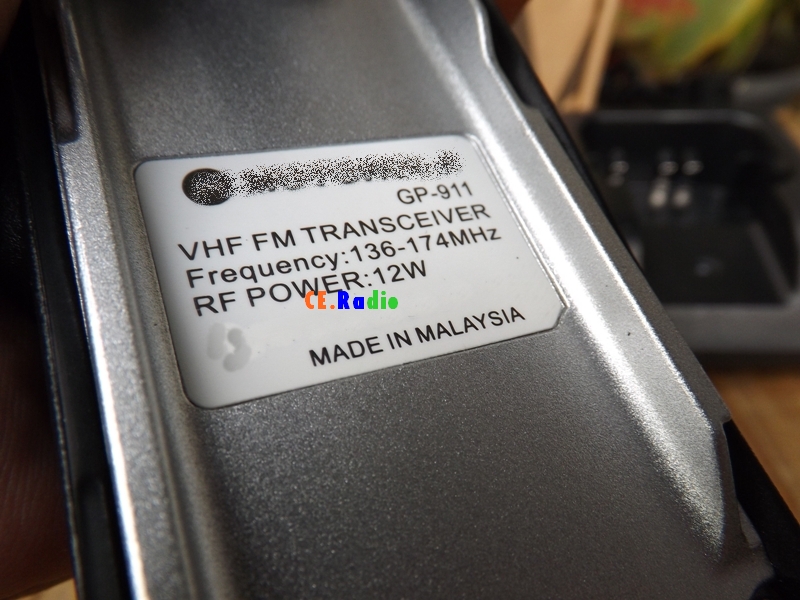 GP-911
VHF FM TRANSCEIVER
Frequency:136-174MHz
RF POWER:12W
CE.Radio
MADE IN MALAYSIA